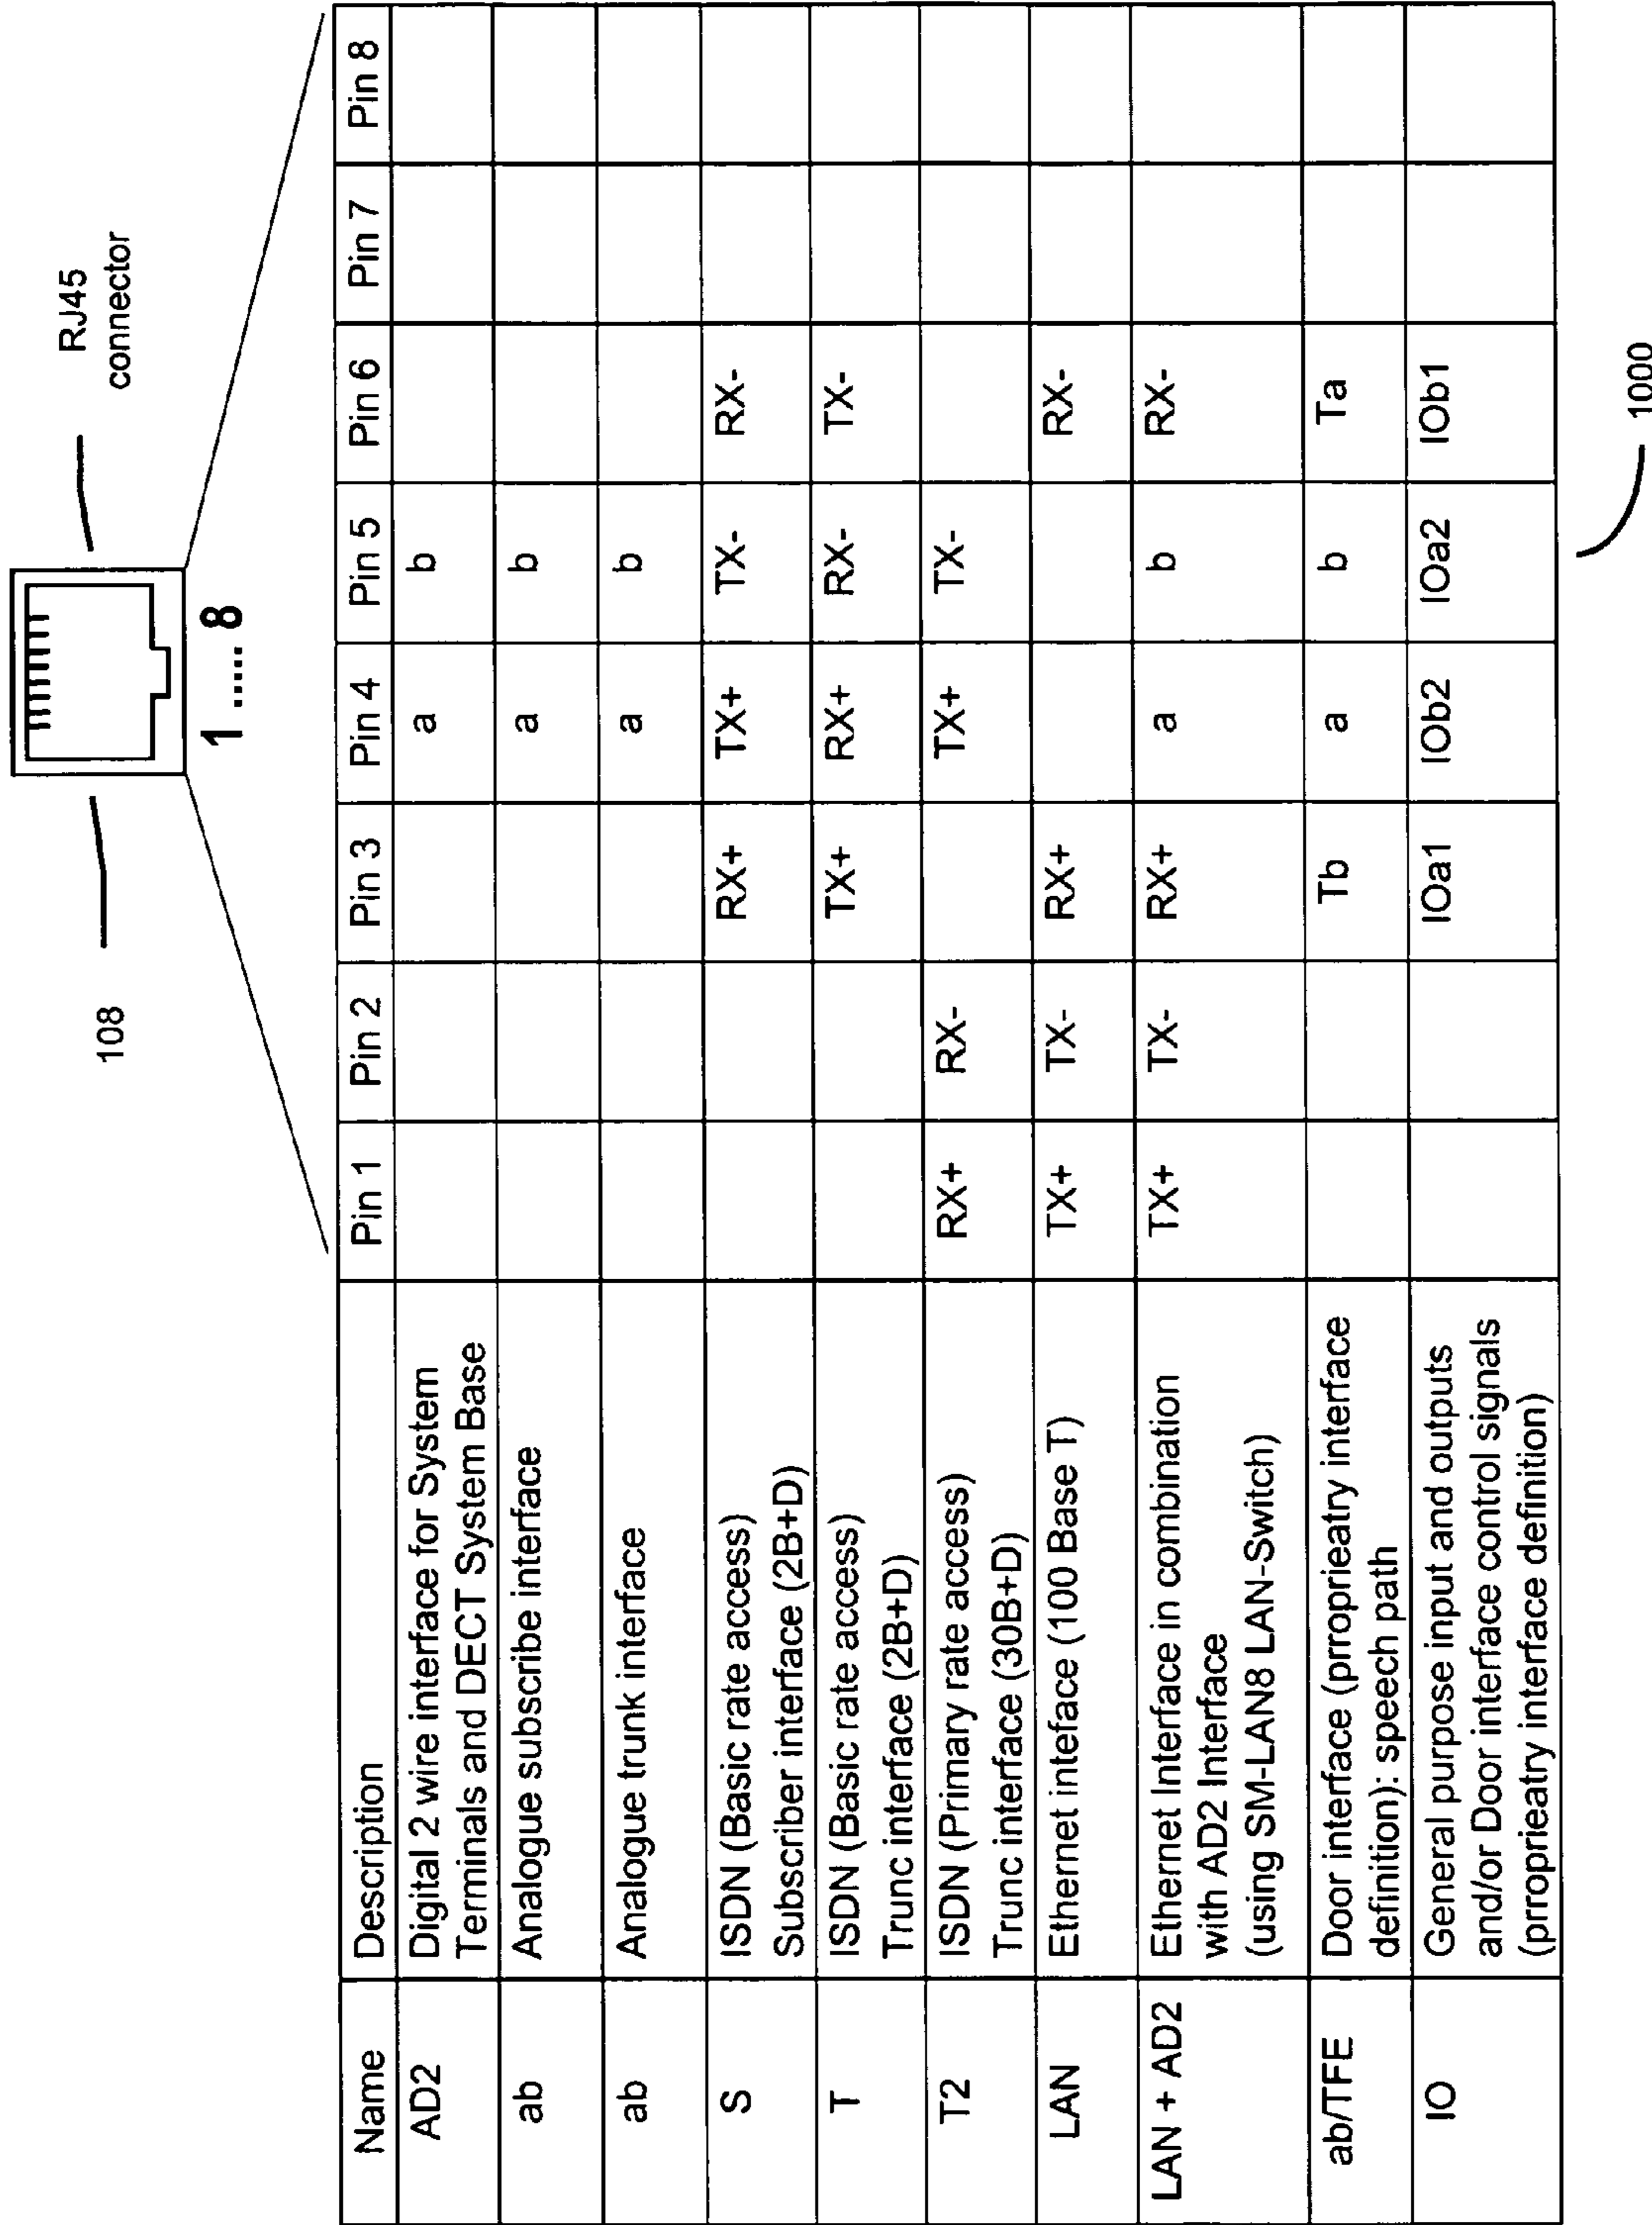 108
RJ45
connector
1 ..... 8
Name Description Pin 1 Pin 2 Pin 3 Pin 4 Pin 5 Pin 6 Pin 7 Pin 8
AD2 Digital 2 wire interface for System a b
Terminals and DECT System Base
ab Analogue subscribe interface a b
ab Analogue trunk interface a b
S ISDN (Basic rate access) RX+ TX+ TX- RX-
Subscriber interface (2B+D)
T ISDN (Basic rate access) TX+ RX+ RX- TX-
Trunc interface (2B+D)
T2 ISDN (Primary rate access) RX+ RX- TX+ TX-
Trunc interface (30B+D)
LAN Ethernet inteface (100 Base T) TX+ TX- RX+ RX-
LAN + AD2 Ethernet Interface in combination TX+ TX- RX+ a b RX-
with AD2 Interface
(using SM-LAN8 LAN-Switch)
ab/TFE Door interface (prroprieatry interface Tb a b Ta
definition): speech path
IO General purpose input and outputs IOa1 IOb2 IOa2 IOb1
and/or Door interface control signals
(prroprieatry interface definition)
1000